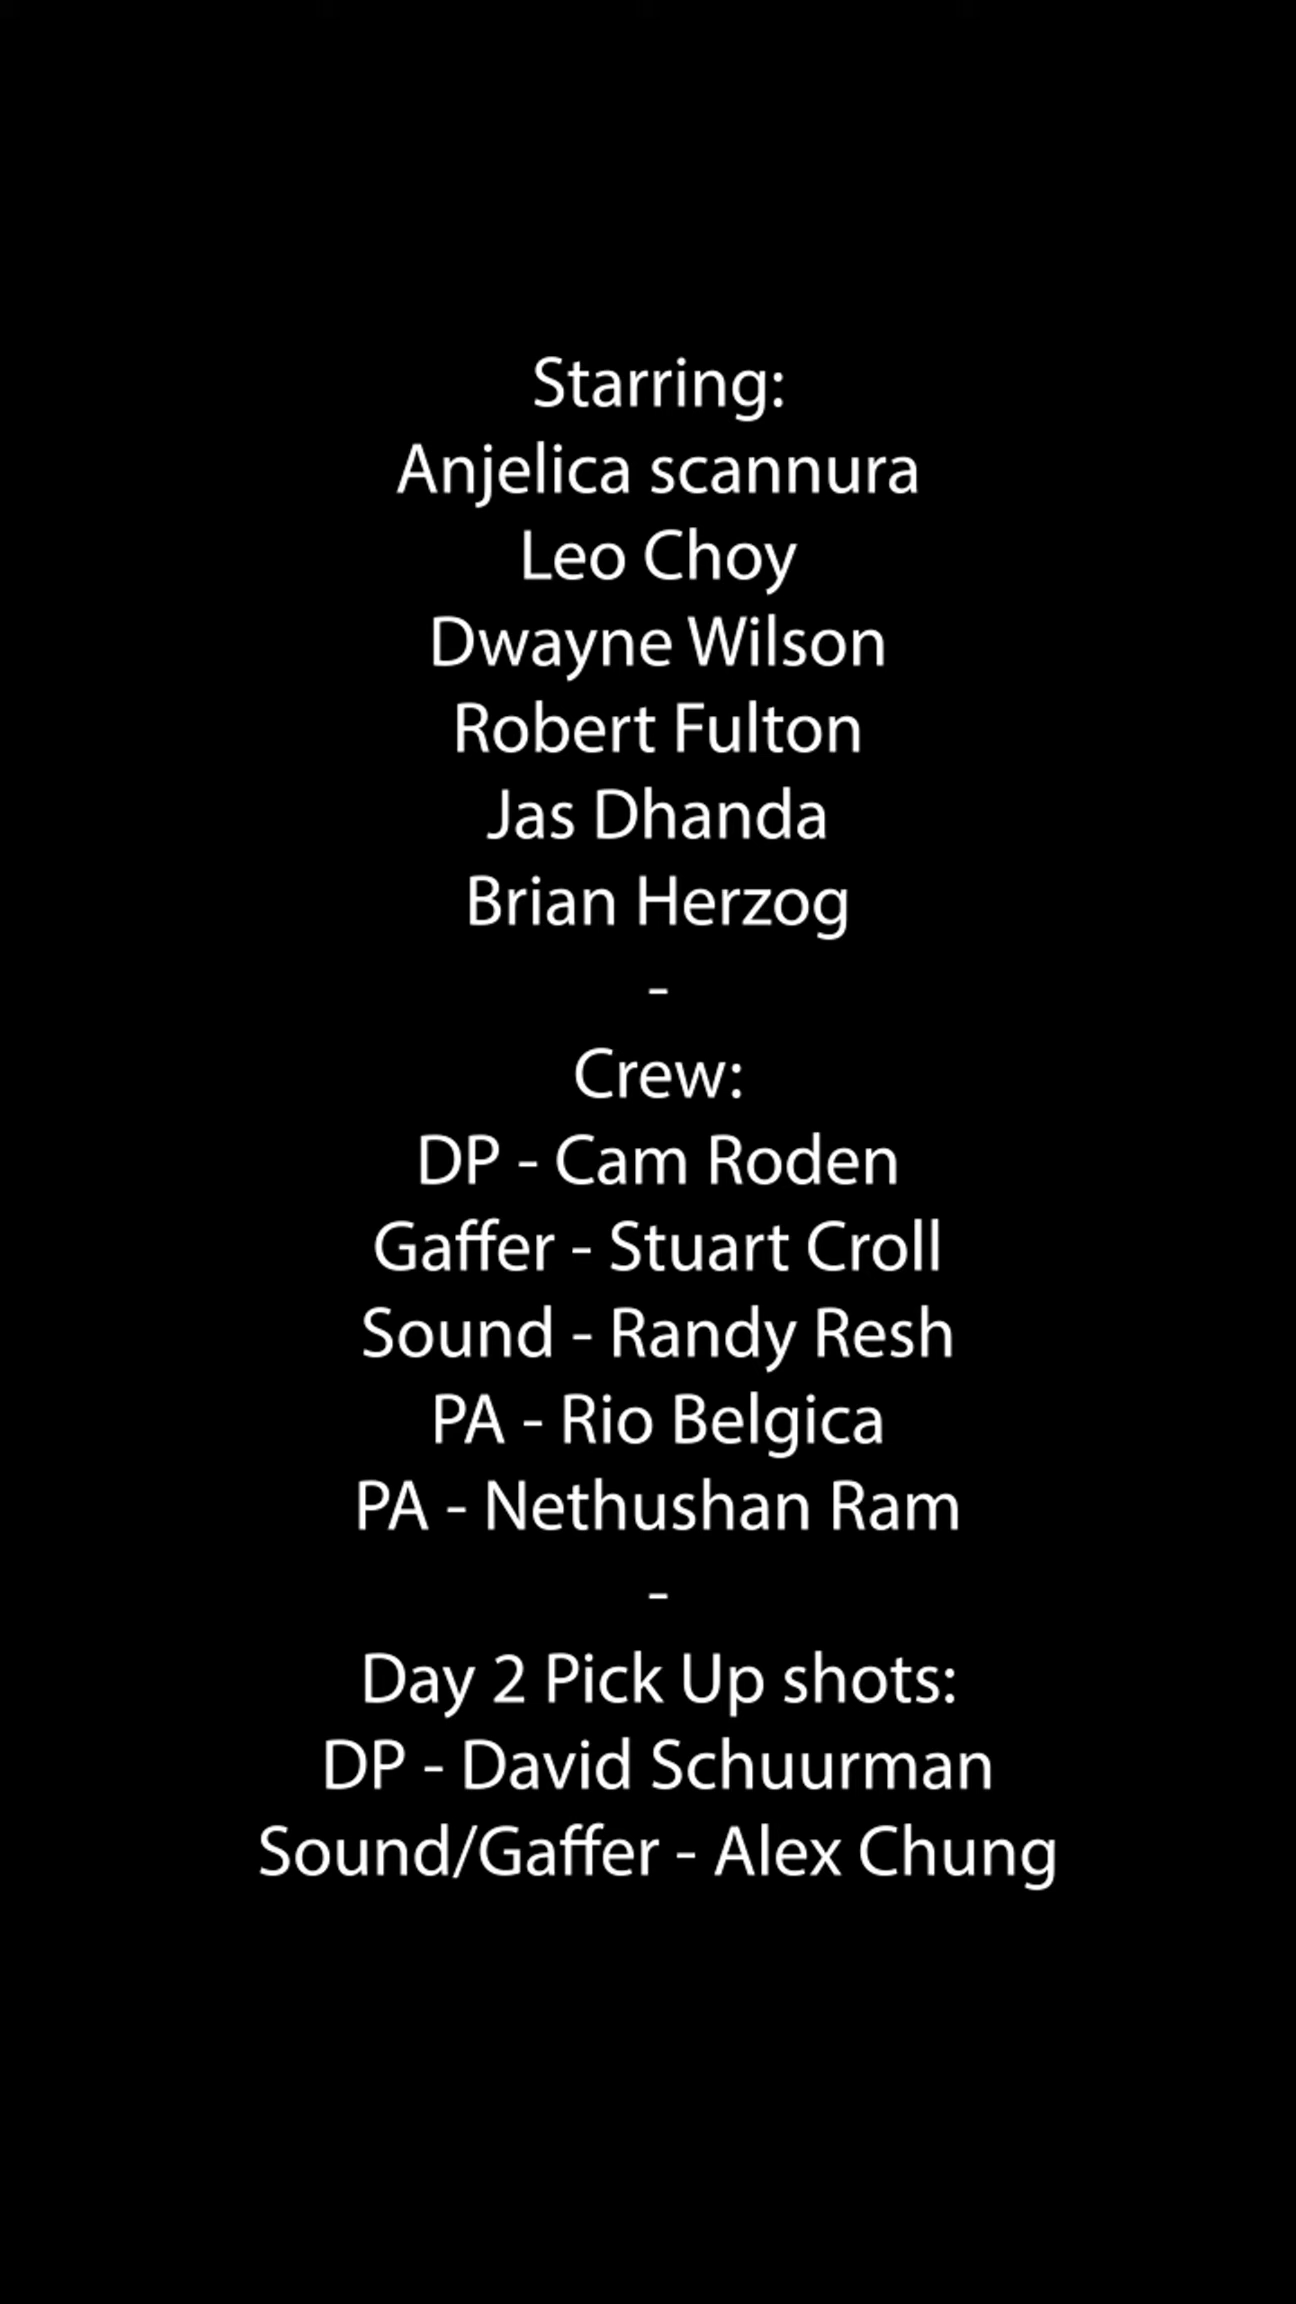 Starring:
Anjelica scannura
Leo Choy
Dwayne Wilson
Robert Fulton
Jas Dhanda
Brian Herzog
-
Crew:
DP - Cam Roden
Gaffer - Stuart Croll
Sound - Randy Resh
PA - Rio Belgica
PA - Nethushan Ram
-
Day 2 Pick Up shots:
DP - David Schuurman
Sound/Gaffer - Alex Chung